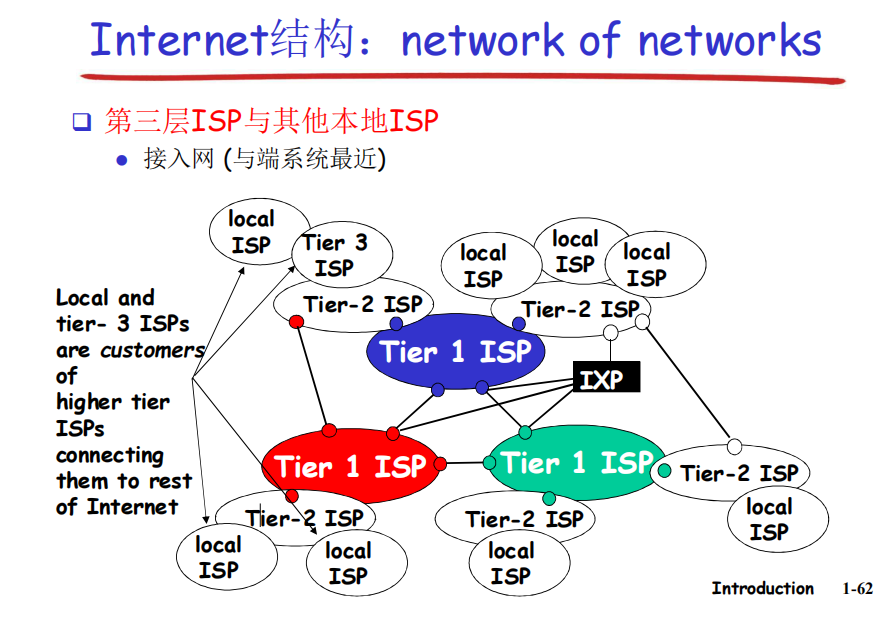 Internet结构：network of networks
第三层ISP与其他本地ISP
接入网 (与端系统最近)
local
ISP
Tier 3
ISP
local
ISP
local
ISP
local
ISP
Tier-2 ISP
Tier-2 ISP
Local and
tier- 3 ISPs
are customers
of
higher tier
ISPs
connecting
them to rest
of Internet
Tier 1 ISP
IXP
Tier 1 ISP
Tier 1 ISP
Tier-2 ISP
local
ISP
Tier-2 ISP
Tier-2 ISP
local
ISP
local
ISP
local
ISP
Introduction
1-62